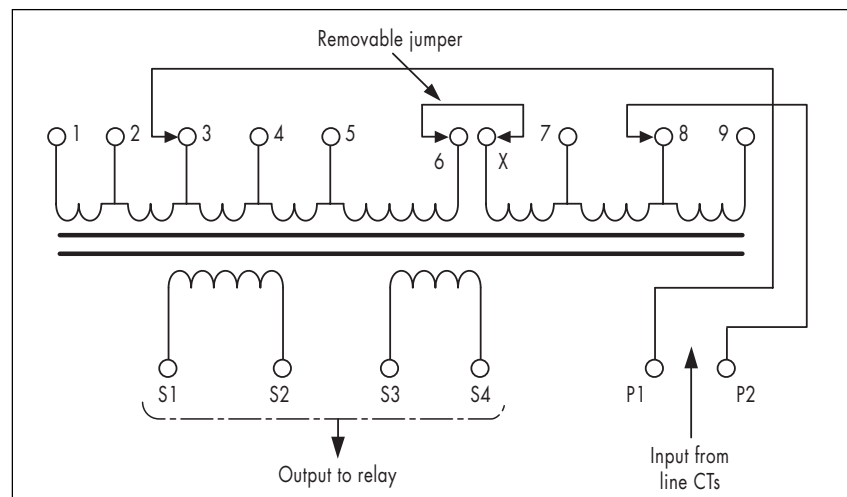 Removable jumper
1 2 3 4 5 6 X 7 8 9
S1 S2 S3 S4 P1 P2
Output to relay
Input from
line CTs